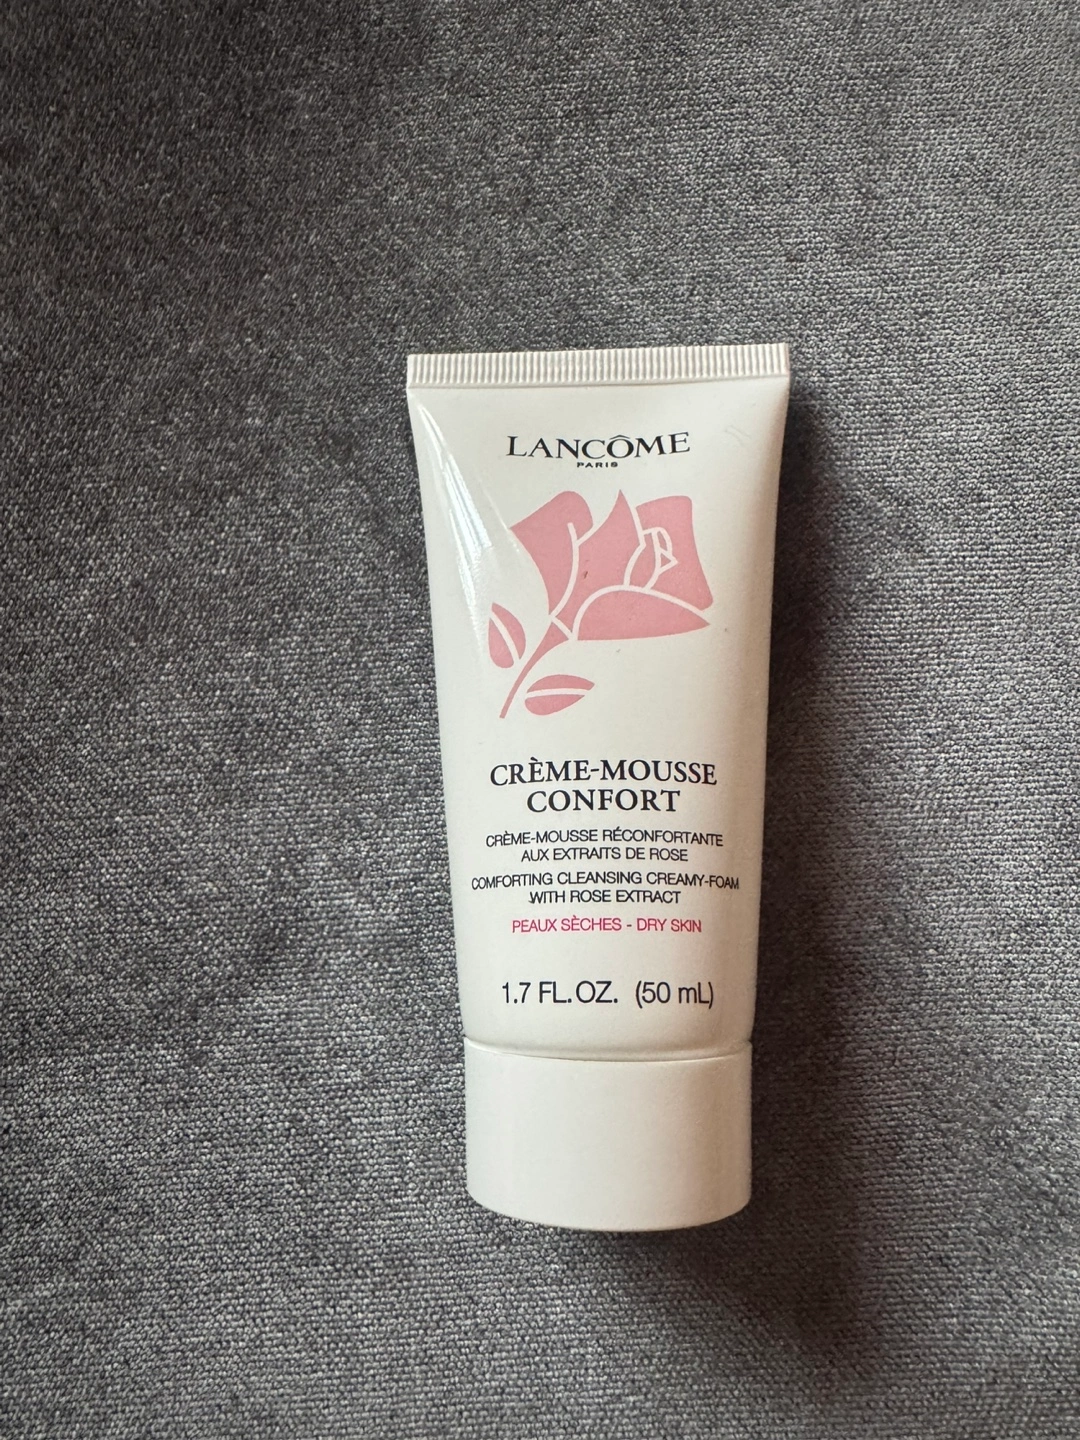 LANCÔME
PARIS
CRÈME-MOUSSE
CONFORT
CRÈME-MOUSSE RÉCONFORTANTE
AUX EXTRAITS DE ROSE
COMFORTING CLEANSING CREAMY-FOAM
WITH ROSE EXTRACT
PEAUX SÈCHES - DRY SKIN
1.7 FL.OZ. (50 mL)